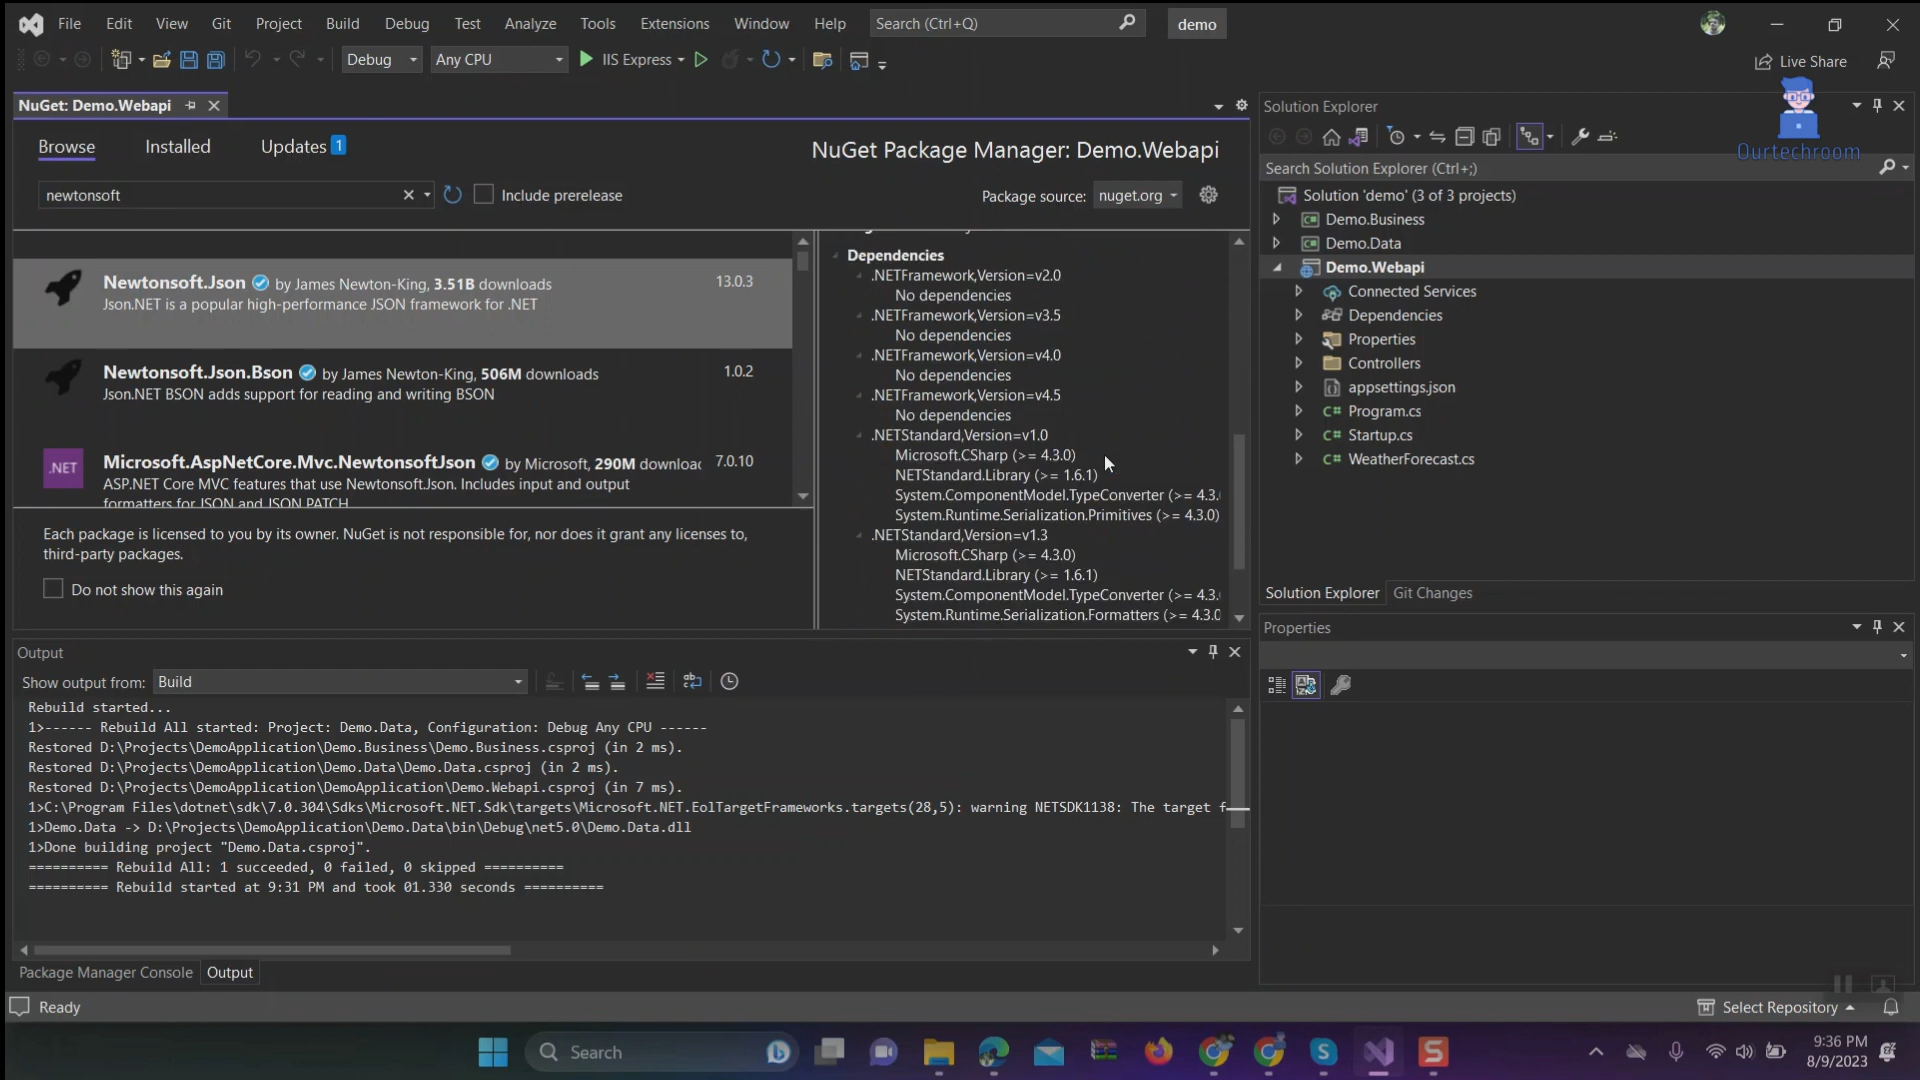 File Edit View Git Project Build Debug Test Analyze Tools Extensions Window Help Search (Ctrl+Q) demo
Debug Any CPU IIS Express Live Share
NuGet: Demo.Webapi
Browse Installed Updates 1
NuGet Package Manager: Demo.Webapi
newtonsoft Include prerelease Package source: nuget.org
Newtonsoft.Json by James Newton-King, 3.51B downloads 13.0.3
Json.NET is a popular high-performance JSON framework for .NET
Newtonsoft.Json.Bson by James Newton-King, 506M downloads 1.0.2
Json.NET BSON adds support for reading and writing BSON
.NET
Microsoft.AspNetCore.Mvc.NewtonsoftJson by Microsoft, 290M downloac 7.0.10
ASP.NET Core MVC features that use Newtonsoft.Json. Includes input and output
formatters for JSON and JSON PATCH
Each package is licensed to you by its owner. NuGet is not responsible for, nor does it grant any licenses to,
third-party packages.
Do not show this again
Dependencies
.NETFramework,Version=v2.0
No dependencies
.NETFramework,Version=v3.5
No dependencies
.NETFramework,Version=v4.0
No dependencies
.NETFramework,Version=v4.5
No dependencies
.NETStandard,Version=v1.0
Microsoft.CSharp (>= 4.3.0)
NETStandard.Library (>= 1.6.1)
System.ComponentModel.TypeConverter (>= 4.3.
System.Runtime.Serialization.Primitives (>= 4.3.0)
.NETStandard,Version=v1.3
Microsoft.CSharp (>= 4.3.0)
NETStandard.Library (>= 1.6.1)
System.ComponentModel.TypeConverter (>= 4.3.
System.Runtime.Serialization.Formatters (>= 4.3.0
Solution Explorer
Ourtechroom
Search Solution Explorer (Ctrl+;)
Solution 'demo' (3 of 3 projects)
C# Demo.Business
C# Demo.Data
Demo.Webapi
Connected Services
Dependencies
Properties
Controllers
appsettings.json
C# Program.cs
C# Startup.cs
C# WeatherForecast.cs
Solution Explorer Git Changes
Properties
Output
Show output from: Build
Rebuild started...
1>------ Rebuild All started: Project: Demo.Data, Configuration: Debug Any CPU ------
Restored D:\Projects\DemoApplication\Demo.Business\Demo.Business.csproj (in 2 ms).
Restored D:\Projects\DemoApplication\Demo.Data\Demo.Data.csproj (in 2 ms).
Restored D:\Projects\DemoApplication\Demo.Webapi\Demo.Webapi.csproj (in 7 ms).
1>C:\Program Files\dotnet\sdk\7.0.304\Sdks\Microsoft.NET.Sdk\targets\Microsoft.NET.EolTargetFrameworks.targets(28,5): warning NETSDK1138: The target f
1>Demo.Data -> D:\Projects\DemoApplication\Demo.Data\bin\Debug\net5.0\Demo.Data.dll
1>Done building project "Demo.Data.csproj".
========== Rebuild All: 1 succeeded, 0 failed, 0 skipped ==========
========== Rebuild started at 9:31 PM and took 01.330 seconds ==========
Package Manager Console Output
Ready Select Repository
Search 9:36 PM
8/9/2023